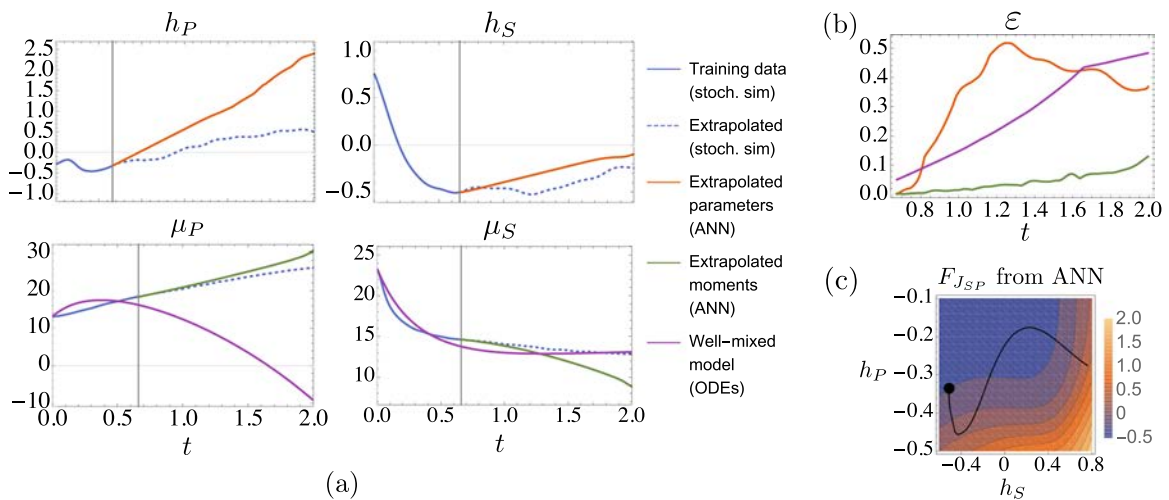 h_P
2.5
2.0
1.5
1.0
0.5
0.0
−0.5
−1.0
h_S
1.0
0.5
0.0
−0.5
μ_P
30
20
10
0
−10
0.0 0.5 1.0 1.5 2.0
t
μ_S
25
20
15
10
0.0 0.5 1.0 1.5 2.0
t
Training data
(stoch. sim)
Extrapolated
(stoch. sim)
Extrapolated
parameters
(ANN)
Extrapolated
moments
(ANN)
Well−mixed
model
(ODEs)
(a)
(b)
ε
0.5
0.4
0.3
0.2
0.1
0.0
0.8 1.0 1.2 1.4 1.6 1.8 2.0
t
(c)
F_{J_{SP}} from ANN
−0.1
−0.2
−0.3
−0.4
−0.5
h_P
−0.4 0 0.4 0.8
h_S
2.0
1.5
1.0
0.5
0
−0.5